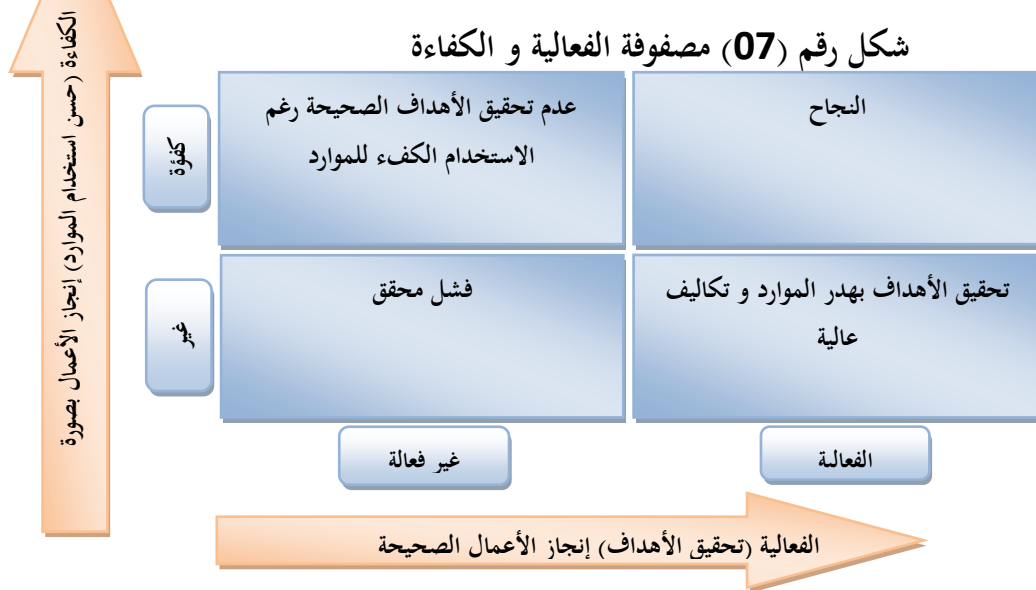 شكل رقم (07) مصفوفة الفعالية و الكفاءة
الكفاءة (حسن استخدام الموارد) إنجاز الأعمال بصورة
كفؤة
النجاح
عدم تحقيق الأهداف الصحيحة رغم
الاستخدام الكفء للموارد
غير
تحقيق الأهداف بهدر الموارد و تكاليف
عالية
فشل محقق
الفعالية
غير فعالة
الفعالية (تحقيق الأهداف) إنجاز الأعمال الصحيحة